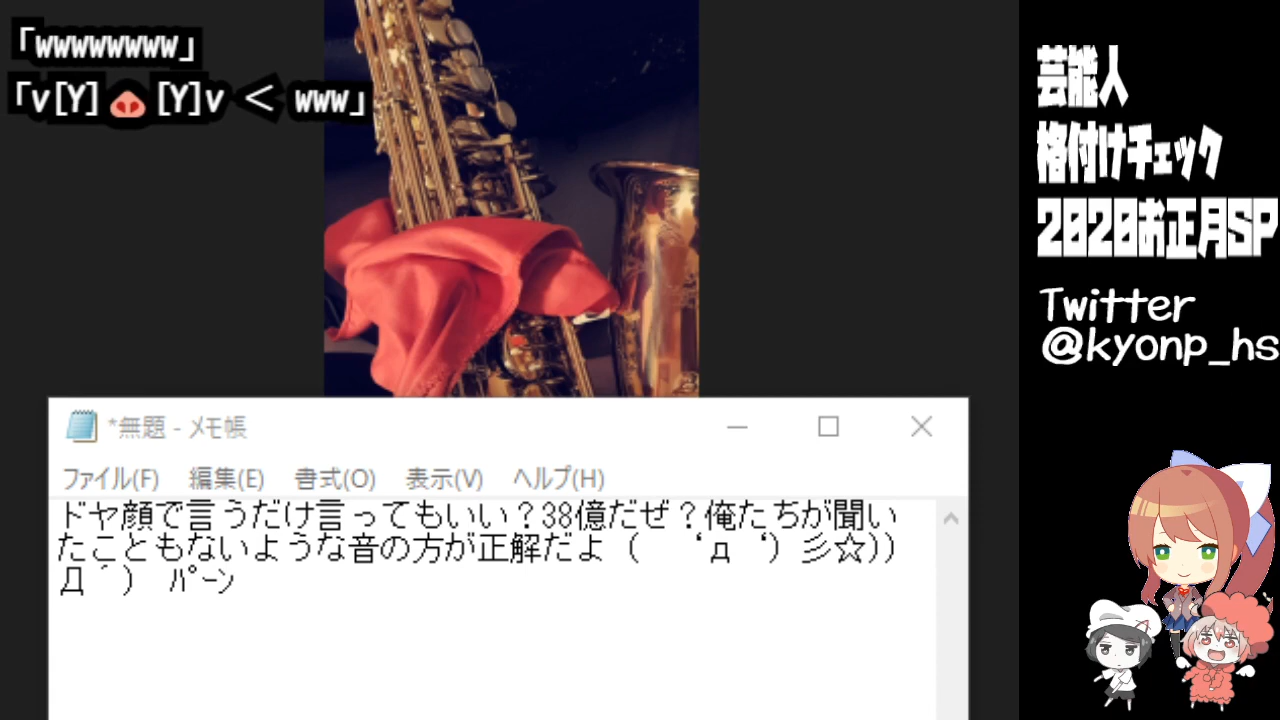 「wwwwwwww」
「v[Y]🐽[Y]v ＜ www」
芸能人
格付けチェック
2020お正月SP
Twitter
@kyonp_hs
*無題 - メモ帳
ファイル(F) 編集(E) 書式(O) 表示(V) ヘルプ(H)
ドヤ顔で言うだけ言ってもいい？38億だぜ？俺たちが聞い
たこともないような音の方が正解だよ（　　‘д‘）彡☆))
Д´）　ﾊﾟｰﾝ